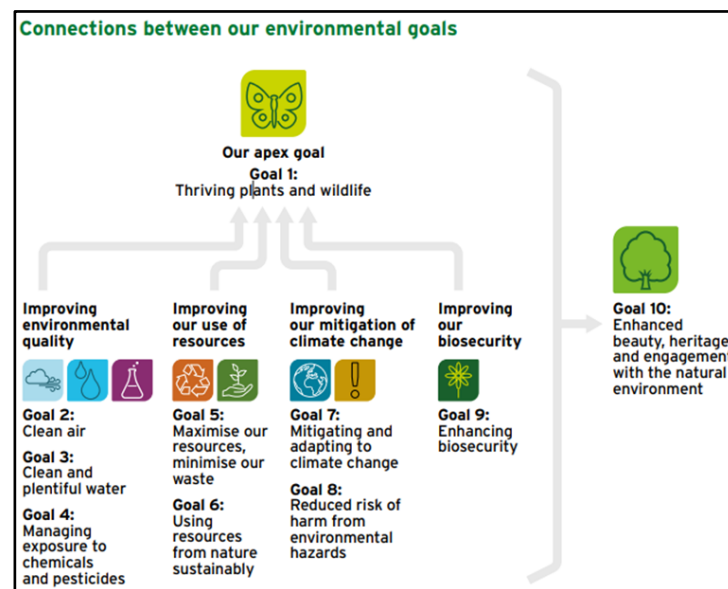 Connections between our environmental goals
Our apex goal
Goal 1:
Thriving plants and wildlife
Improving
environmental
quality
Goal 2:
Clean air
Goal 3:
Clean and
plentiful water
Goal 4:
Managing
exposure to
chemicals
and pesticides
Improving
our use of
resources
Goal 5:
Maximise our
resources,
minimise our
waste
Goal 6:
Using
resources
from nature
sustainably
Improving
our mitigation of
climate change
Goal 7:
Mitigating and
adapting to
climate change
Goal 8:
Reduced risk of
harm from
environmental
hazards
Improving
our
biosecurity
Goal 9:
Enhancing
biosecurity
Goal 10:
Enhanced
beauty, heritage
and engagement
with the natural
environment